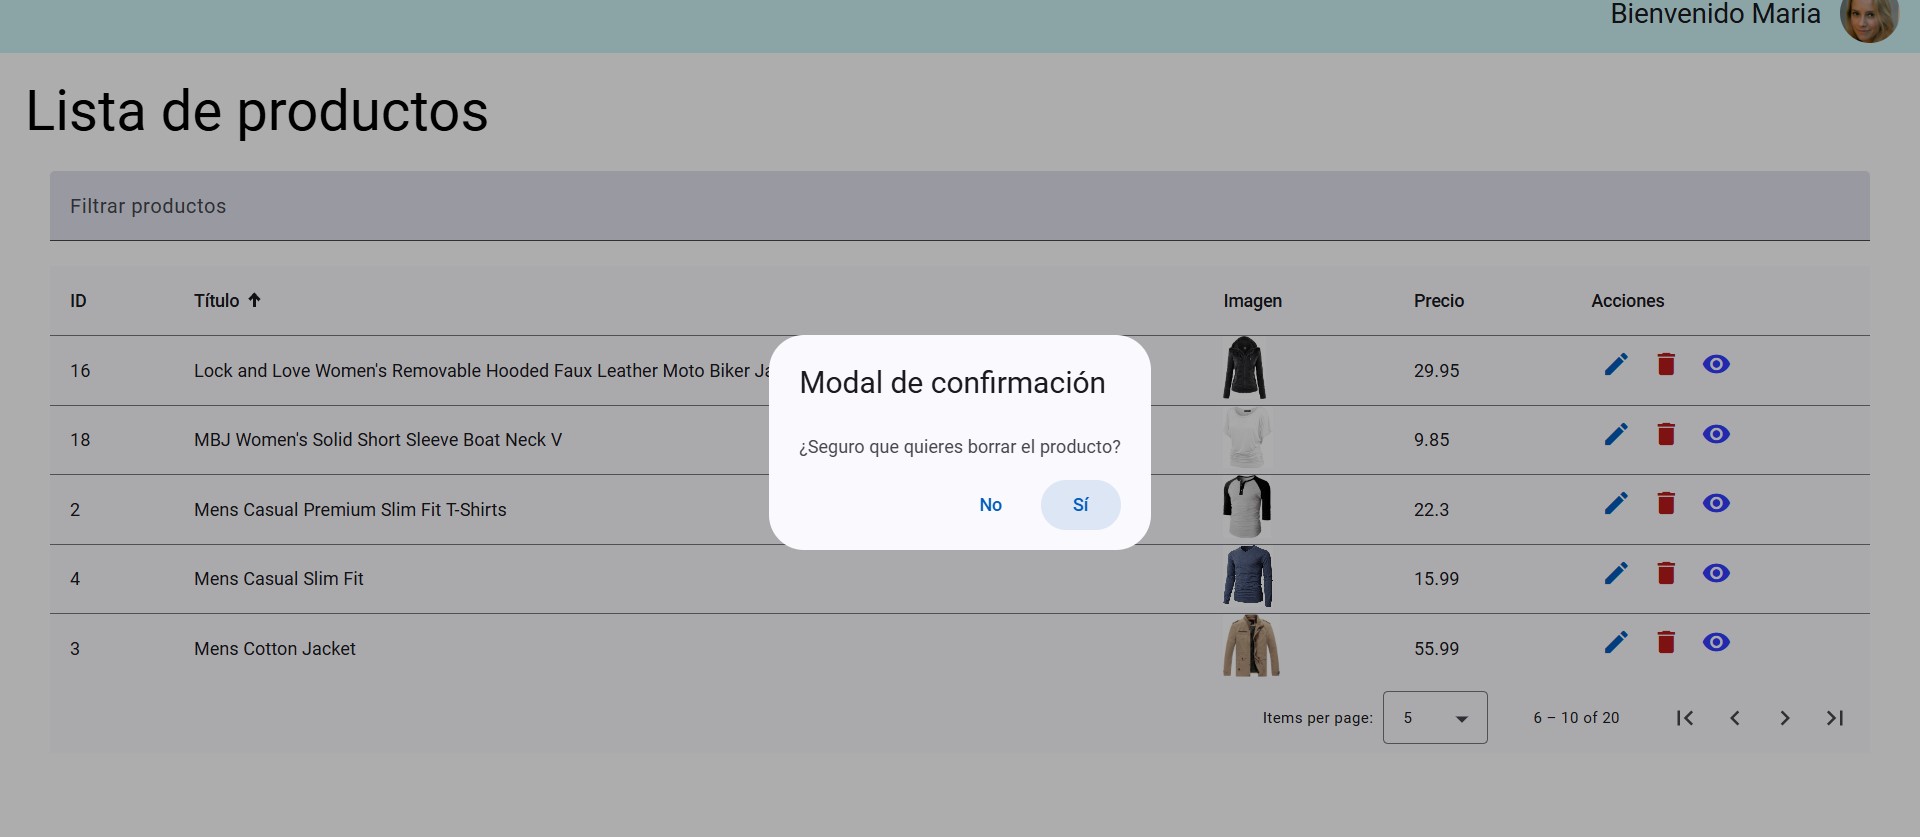 Bienvenido Maria
Lista de productos
Filtrar productos
ID Título Imagen Precio Acciones
16 Lock and Love Women's Removable Hooded Faux Leather Moto Biker 29.95
18 MBJ Women's Solid Short Sleeve Boat Neck V 9.85
2 Mens Casual Premium Slim Fit T-Shirts 22.3
4 Mens Casual Slim Fit 15.99
3 Mens Cotton Jacket 55.99
Modal de confirmación
¿Seguro que quieres borrar el producto?
No Sí
Items per page: 5 6 – 10 of 20